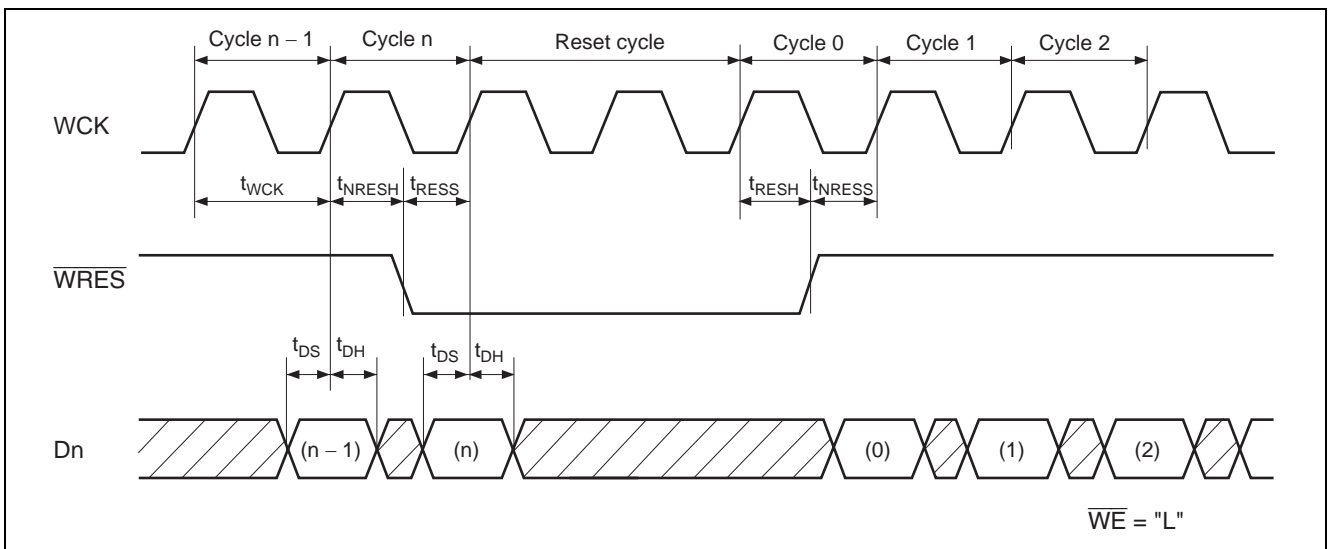 Cycle n – 1 Cycle n Reset cycle Cycle 0 Cycle 1 Cycle 2
WCK
tWCK tNRESH tRESS tRESH tNRESS
WRES
tDS tDH tDS tDH
Dn (n – 1) (n) (0) (1) (2)
WE = "L"